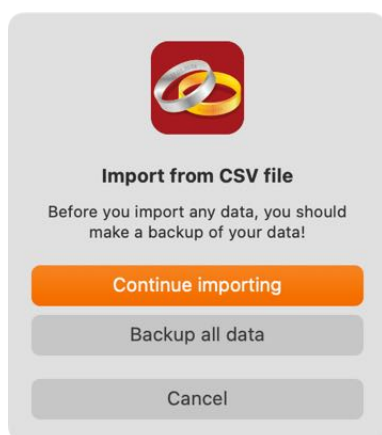 Import from CSV file
Before you import any data, you should
make a backup of your data!
Continue importing
Backup all data
Cancel